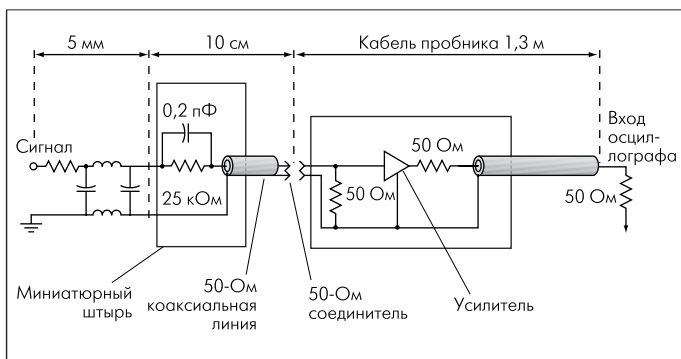 5 мм
10 см
Кабель пробника 1,3 м
0,2 пФ
Сигнал
25 кОм
50 Ом
50 Ом
Вход
осцил-
лографа
50 Ом
Миниатюрный
штырь
50-Ом
коаксиальная
линия
50-Ом
соединитель
Усилитель